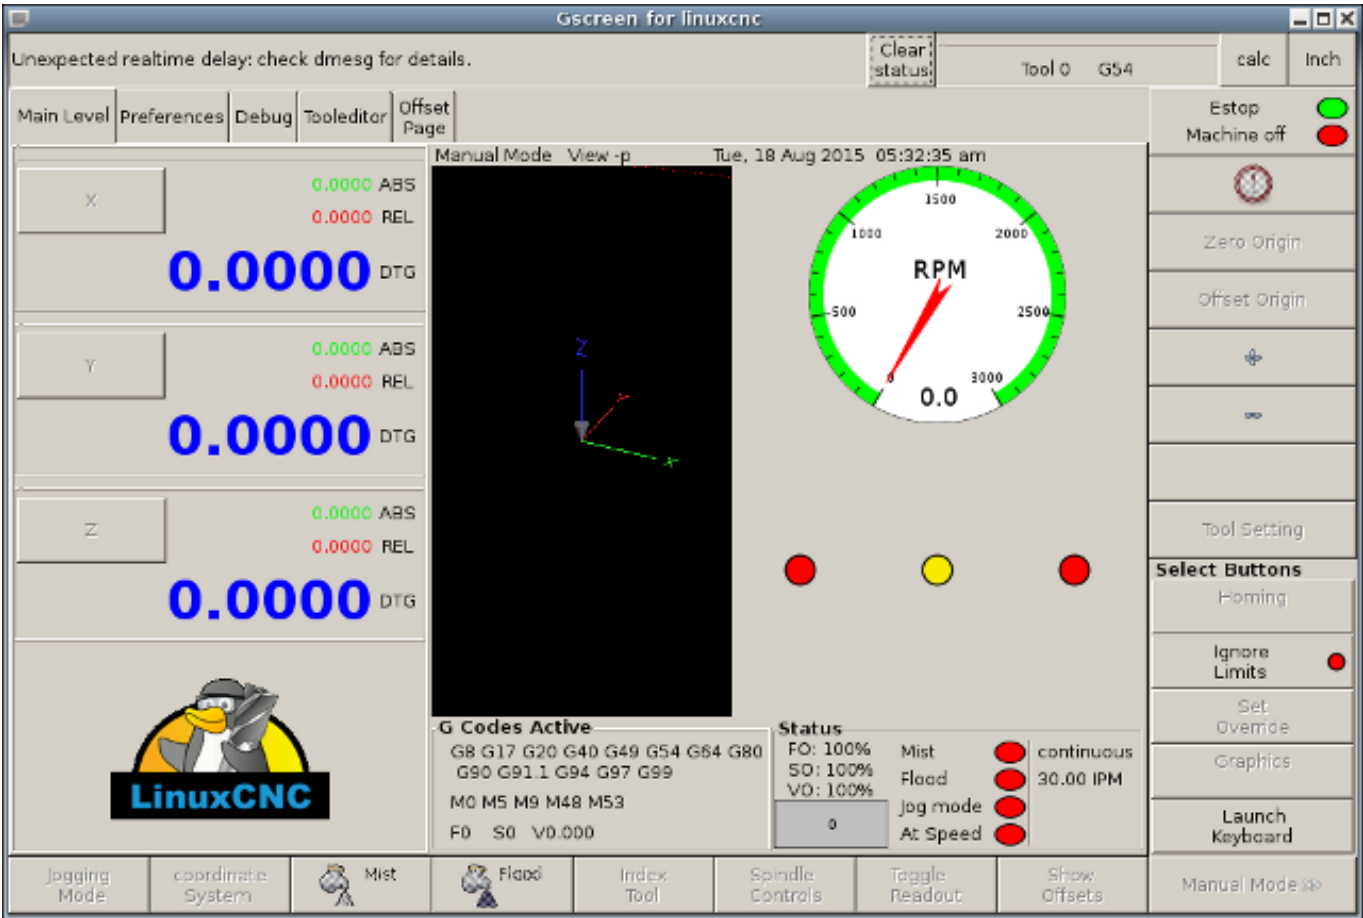 Gscreen for linuxcnc
Unexpected realtime delay: check dmesg for details.
Clear
status
Tool 0 G54
calc
Inch
Main Level
Preferences
Debug
Tooleditor
Offset
Page
Estop
Machine off
Manual Mode View -p Tue, 18 Aug 2015 05:32:35 am
X
0.0000 ABS
0.0000 REL
0.0000 DTG
Y
0.0000 ABS
0.0000 REL
0.0000 DTG
Z
0.0000 ABS
0.0000 REL
0.0000 DTG
LinuxCNC
Z
Y
X
1500
1000
2000
RPM
500
2500
0
3000
0.0
Zero Origin
Offset Origin
Tool Setting
Select Buttons
Homing
Ignore
Limits
Set
Override
Graphics
Launch
Keyboard
G Codes Active
G8 G17 G20 G40 G49 G54 G64 G80
G90 G91.1 G94 G97 G99
M0 M5 M9 M48 M53
F0 S0 V0.000
Status
FO: 100%
SO: 100%
VO: 100%
0
Mist
Flood
Jog mode
At Speed
continuous
30.00 IPM
Jogging
Mode
coordinate
System
Mist
Flood
Index
Tool
Spindle
Controls
Toggle
Readout
Show
Offsets
Manual Mode >>